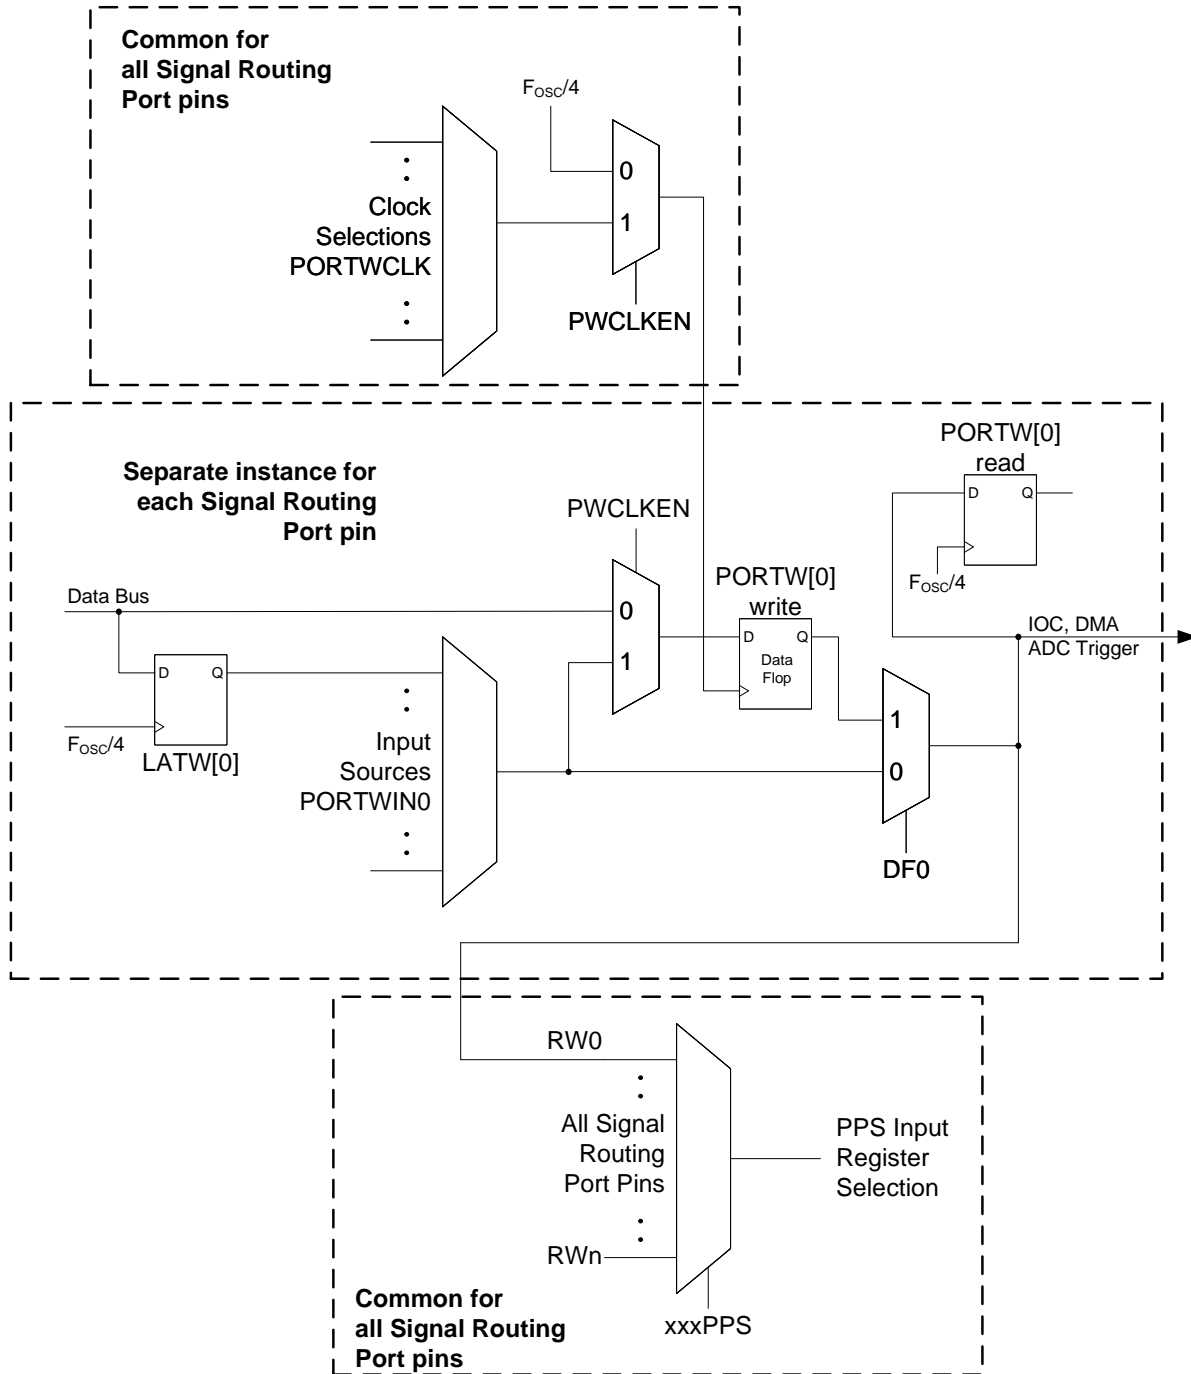 Common for
all Signal Routing
Port pins
FOSC/4
0
1
Clock
Selections
PORTWCLK
PWCLKEN
PORTW[0]
read
D Q
FOSC/4
Separate instance for
each Signal Routing
Port pin
PWCLKEN
PORTW[0]
write
Data Bus
0
1
D Q
Data
Flop
IOC, DMA
ADC Trigger
D Q
FOSC/4
LATW[0]
Input
Sources
PORTWIN0
1
0
DF0
RW0
All Signal
Routing
Port Pins
RWn
PPS Input
Register
Selection
xxxPPS
Common for
all Signal Routing
Port pins